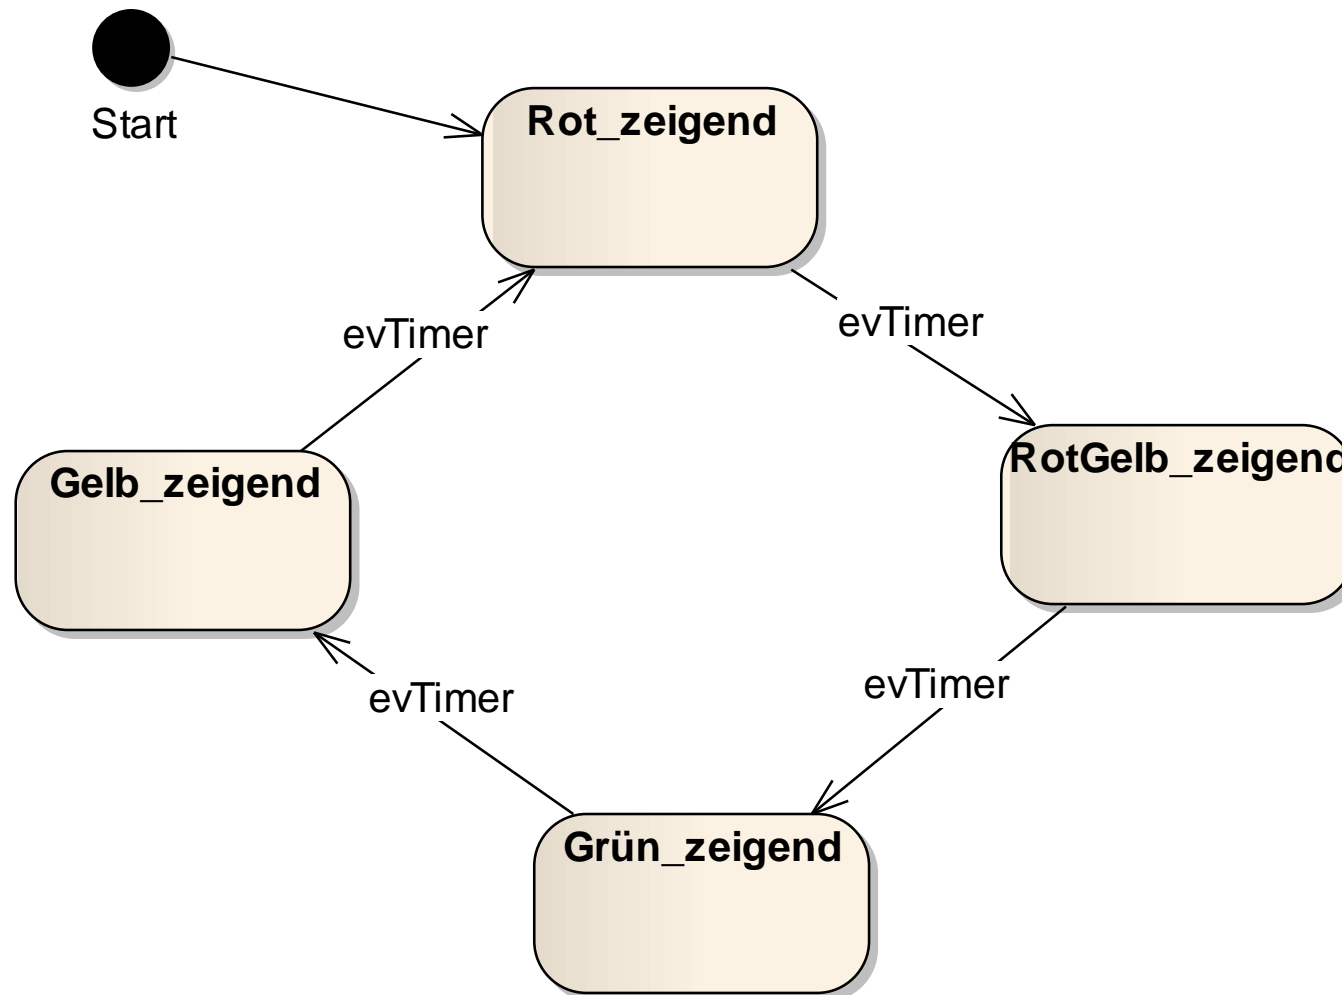 Start
Rot_zeigend
evTimer
evTimer
Gelb_zeigend
RotGelb_zeigend
evTimer
evTimer
Grün_zeigend